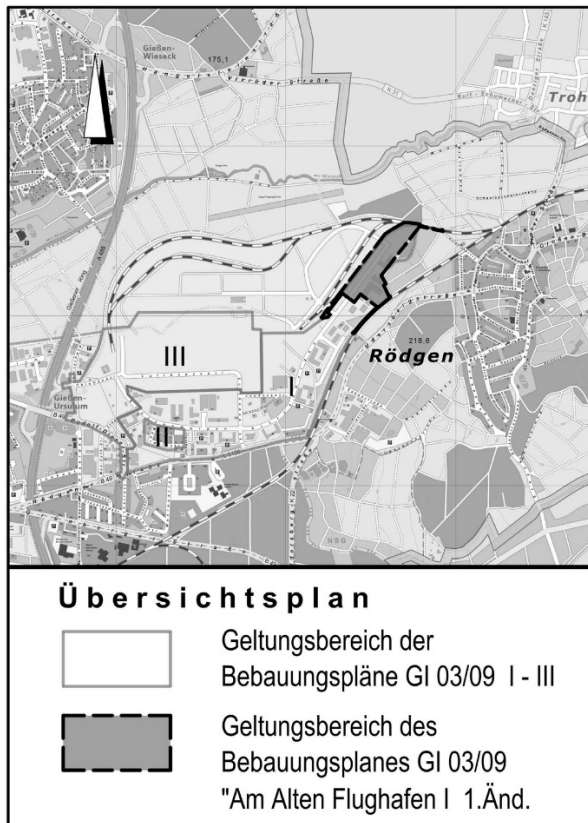 Gießen-
Wieseck
175,1
Troh
III
I
II
Rödgen
218,6
Gießen-
Ursulum
NSG
Übersichtsplan
Geltungsbereich der
Bebauungspläne GI 03/09 I - III
Geltungsbereich des
Bebauungsplanes GI 03/09
"Am Alten Flughafen I 1.Änd.